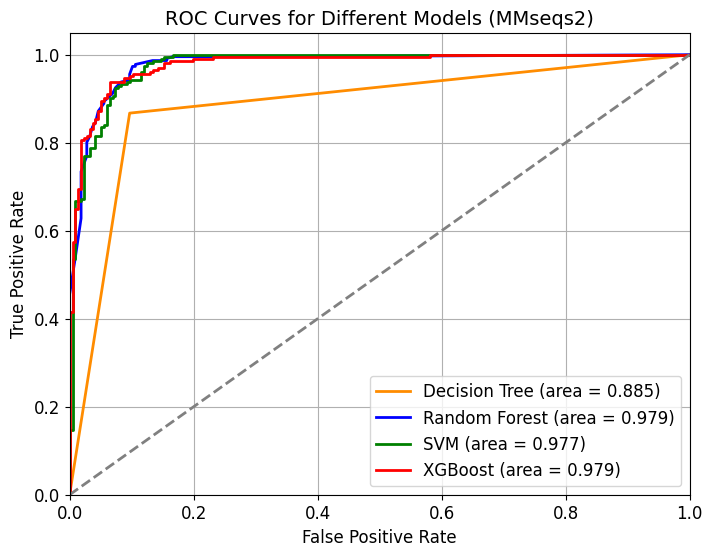 ROC Curves for Different Models (MMseqs2)
True Positive Rate
1.0
0.8
0.6
0.4
0.2
0.0
0.0 0.2 0.4 0.6 0.8 1.0
False Positive Rate
Decision Tree (area = 0.885)
Random Forest (area = 0.979)
SVM (area = 0.977)
XGBoost (area = 0.979)